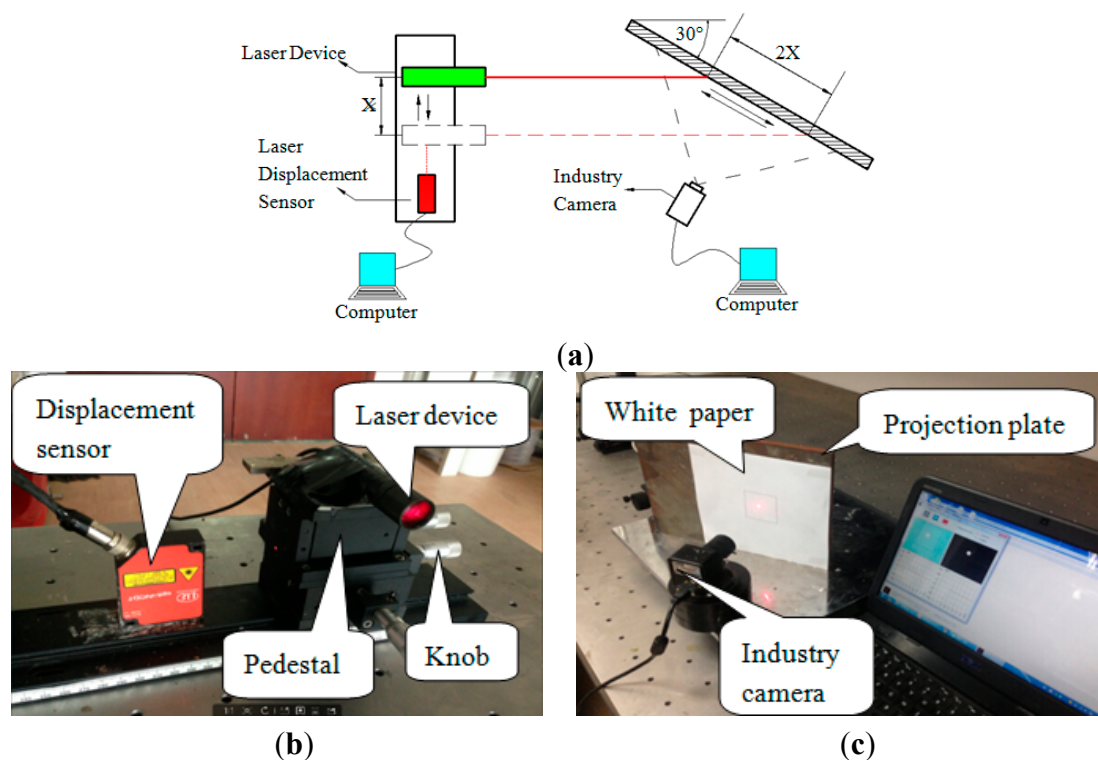 Laser Device
30°
2X
X
Laser
Displacement
Sensor
Industry
Camera
Computer
Computer
(a)
Displacement
sensor
Laser device
Pedestal
Knob
White paper
Projection plate
Industry
camera
(b)
(c)